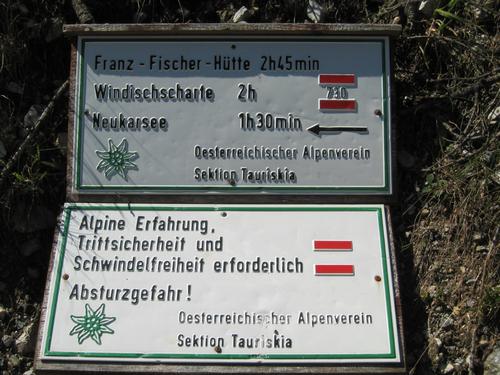 Franz-Fischer-Hütte 2h45min
Windischscharte 2h 730
Neukarsee 1h30min
Oesterreichischer Alpenverein
Sektion Tauriskia
Alpine Erfahrung,
Trittsicherheit und
Schwindelfreiheit erforderlich
Absturzgefahr!
Oesterreichischer Alpenverein
Sektion Tauriskia